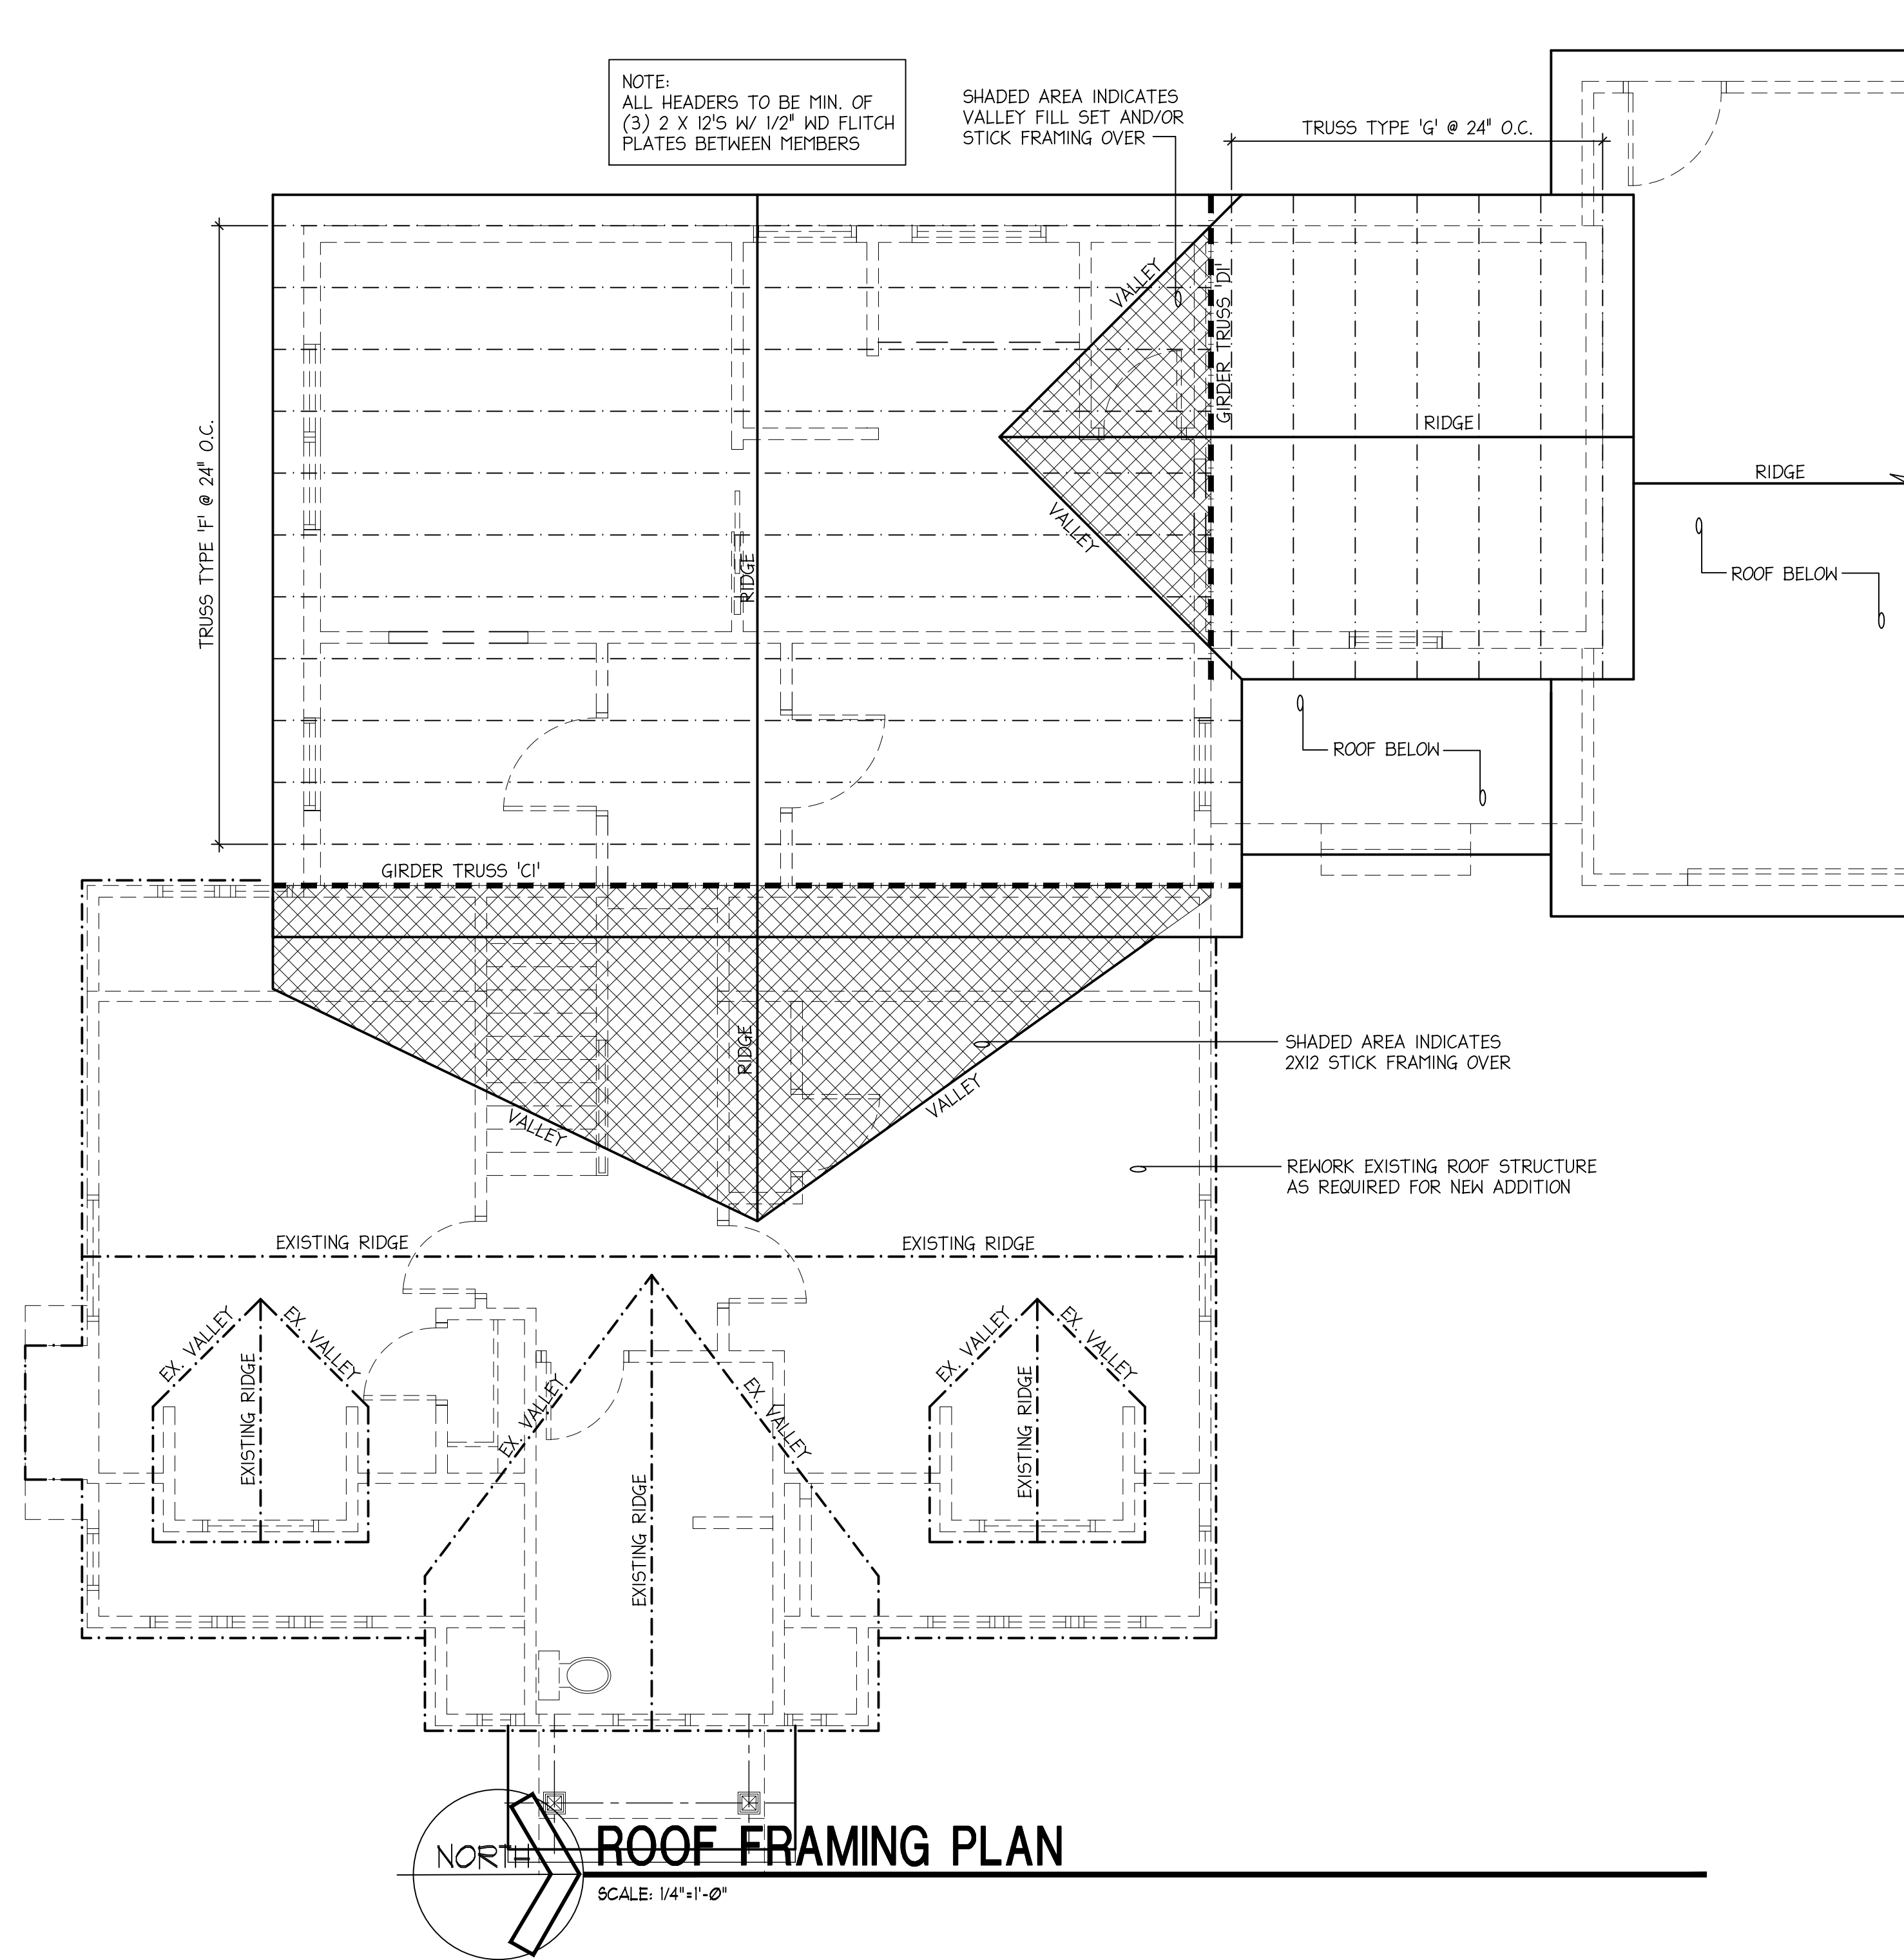 NOTE:
ALL HEADERS TO BE MIN. OF
(3) 2 X 12'S W/ 1/2" WD FLITCH
PLATES BETWEEN MEMBERS
SHADED AREA INDICATES
VALLEY FILL SET AND/OR
STICK FRAMING OVER
TRUSS TYPE 'G' @ 24" O.C.
VALLEY
GIRDER TRUSS 'D1'
RIDGE
RIDGE
VALLEY
TRUSS TYPE 'F' @ 24" O.C.
RIDGE
ROOF BELOW
ROOF BELOW
GIRDER TRUSS 'C1'
RIDGE
SHADED AREA INDICATES
2X12 STICK FRAMING OVER
VALLEY
VALLEY
REWORK EXISTING ROOF STRUCTURE
AS REQUIRED FOR NEW ADDITION
EXISTING RIDGE
EXISTING RIDGE
EX. VALLEY
EX. VALLEY
EXISTING RIDGE
EX. VALLEY
EX. VALLEY
EXISTING RIDGE
EX. VALLEY
EX. VALLEY
EXISTING RIDGE
NORTH
ROOF FRAMING PLAN
SCALE: 1/4"=1'-0"